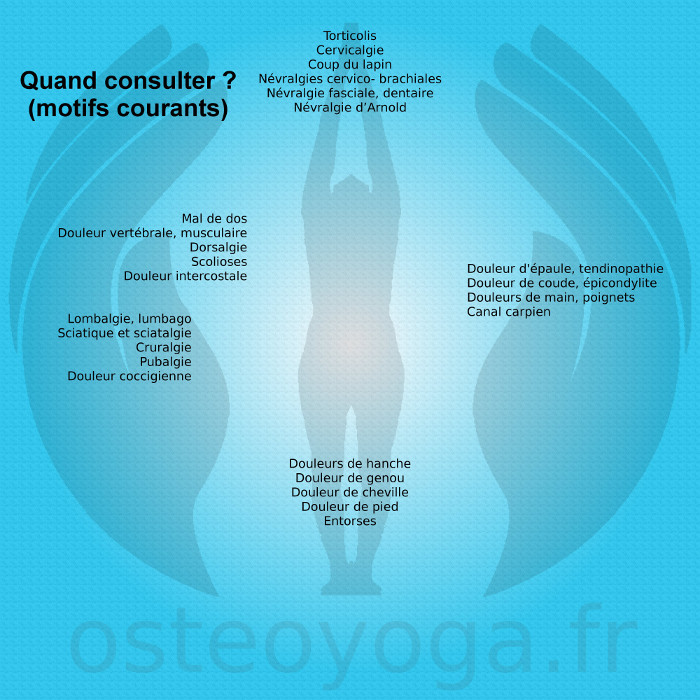 Quand consulter ?
(motifs courants)
Torticolis
Cervicalgie
Coup du lapin
Névralgies cervico- brachiales
Névralgie fasciale, dentaire
Névralgie d'Arnold
Mal de dos
Douleur vertébrale, musculaire
Dorsalgie
Scolioses
Douleur intercostale
Lombalgie, lumbago
Sciatique et sciatalgie
Cruralgie
Pubalgie
Douleur coccigienne
Douleur d'épaule, tendinopathie
Douleur de coude, épicondylite
Douleurs de main, poignets
Canal carpien
Douleurs de hanche
Douleur de genou
Douleur de cheville
Douleur de pied
Entorses
osteoyoga.fr